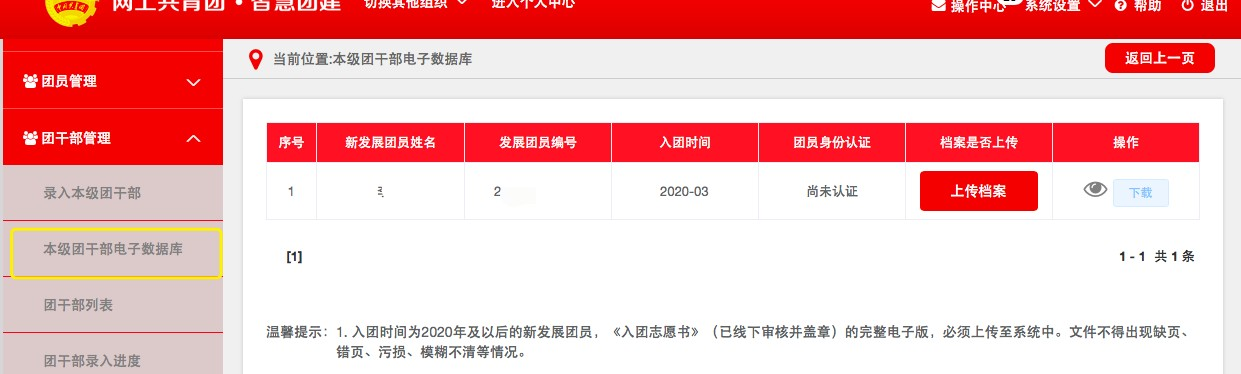 网上共青团·智慧团建 切换其他组织 进入个人中心 操作中心 系统设置 帮助 退出
当前位置:本级团干部电子数据库 返回上一页
团员管理
团干部管理
录入本级团干部
本级团干部电子数据库
团干部列表
团干部录入进度
序号 新发展团员姓名 发展团员编号 入团时间 团员身份认证 档案是否上传 操作
1 2 2020-03 尚未认证 上传档案 下载
[1] 1 - 1 共 1 条
温馨提示：1. 入团时间为2020年及以后的新发展团员，《入团志愿书》（已线下审核并盖章）的完整电子版，必须上传至系统中。文件不得出现缺页、
错页、污损、模糊不清等情况。